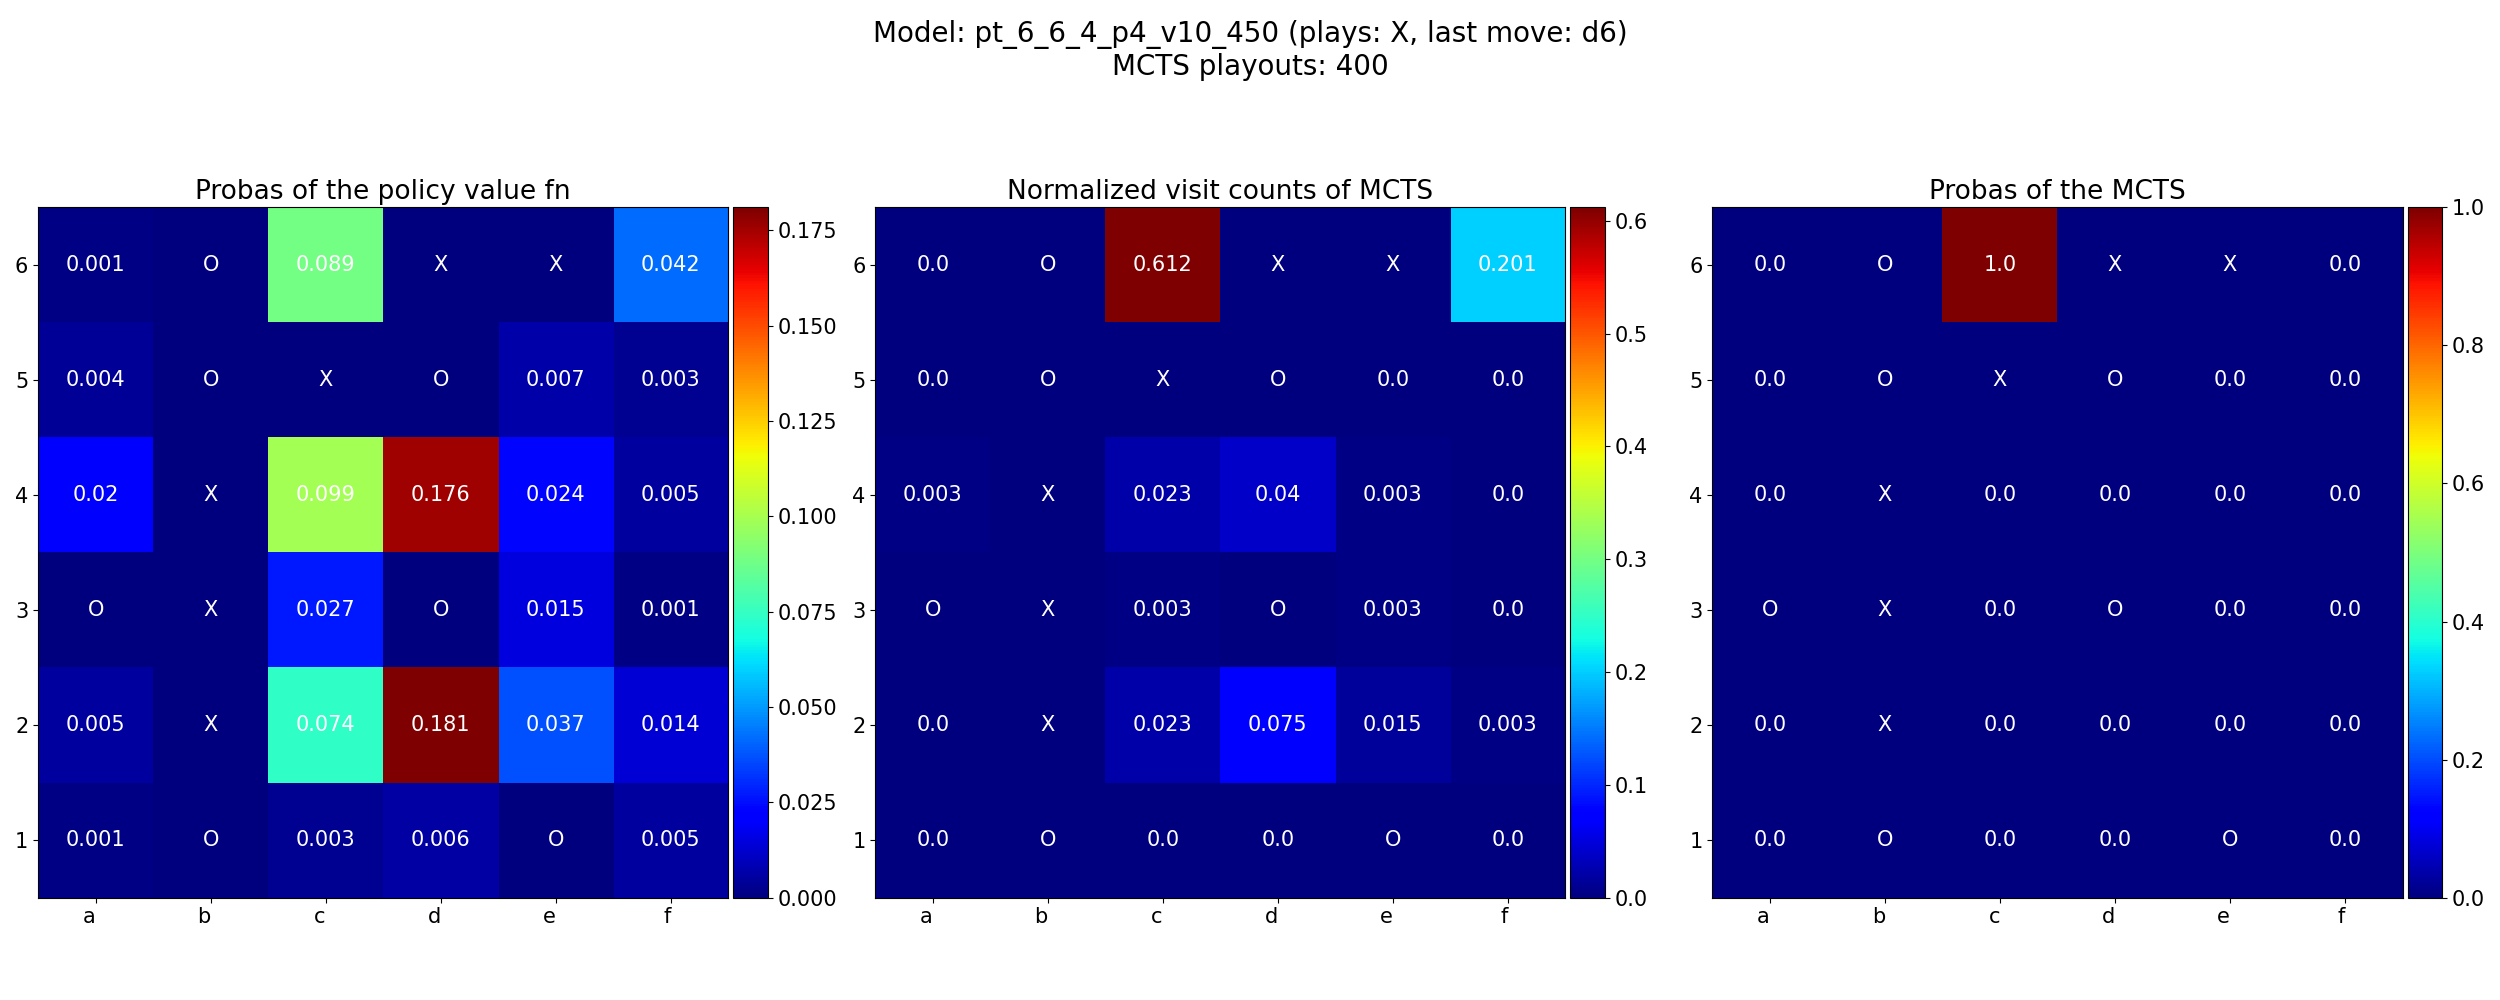 Model: pt_6_6_4_p4_v10_450 (plays: X, last move: d6)
MCTS playouts: 400
Probas of the policy value fn
6 0.001 O 0.089 X X 0.042
5 0.004 O X O 0.007 0.003
4 0.02 X 0.099 0.176 0.024 0.005
3 O X 0.027 O 0.015 0.001
2 0.005 X 0.074 0.181 0.037 0.014
1 0.001 O 0.003 0.006 O 0.005
a b c d e f
0.175
0.150
0.125
0.100
0.075
0.050
0.025
0.000
Normalized visit counts of MCTS
6 0.0 O 0.612 X X 0.201
5 0.0 O X O 0.0 0.0
4 0.003 X 0.023 0.04 0.003 0.0
3 O X 0.003 O 0.003 0.0
2 0.0 X 0.023 0.075 0.015 0.003
1 0.0 O 0.0 0.0 O 0.0
a b c d e f
0.6
0.5
0.4
0.3
0.2
0.1
0.0
Probas of the MCTS
6 0.0 O 1.0 X X 0.0
5 0.0 O X O 0.0 0.0
4 0.0 X 0.0 0.0 0.0 0.0
3 O X 0.0 O 0.0 0.0
2 0.0 X 0.0 0.0 0.0 0.0
1 0.0 O 0.0 0.0 O 0.0
a b c d e f
1.0
0.8
0.6
0.4
0.2
0.0